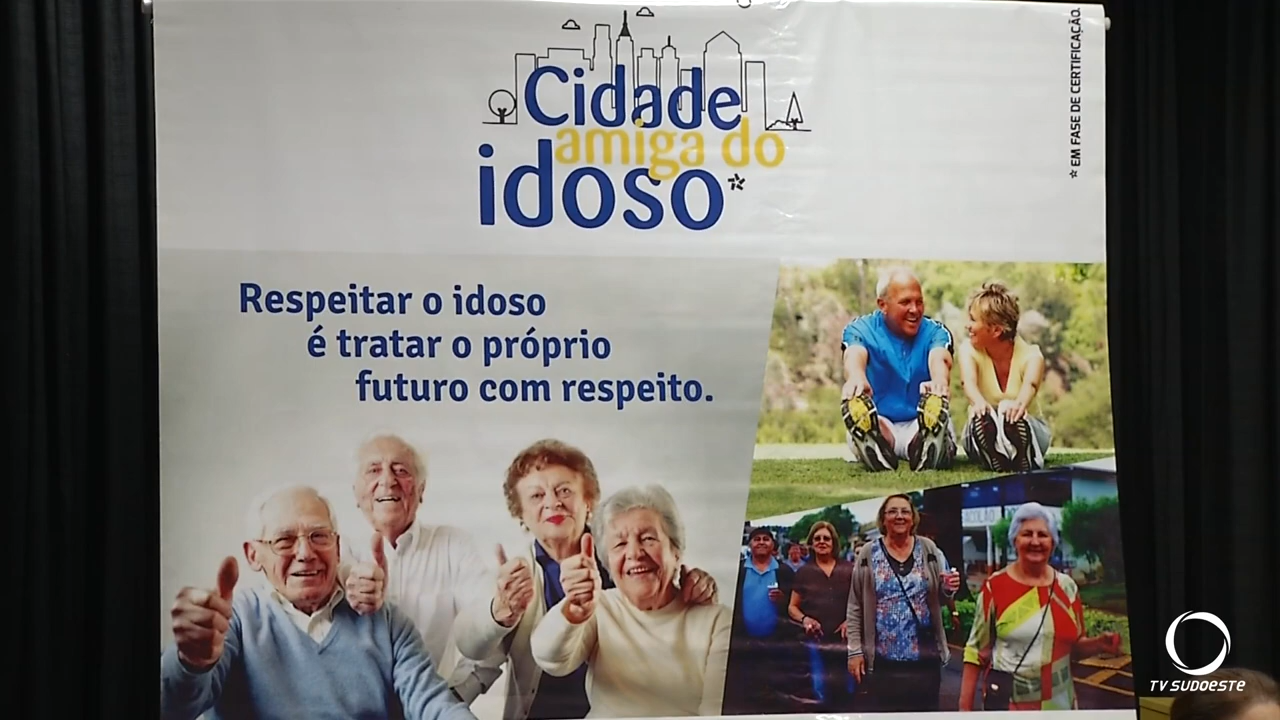 Cidade
amiga do
idoso*
* EM FASE DE CERTIFICAÇÃO.
Respeitar o idoso
é tratar o próprio
futuro com respeito.
TV SUDOESTE